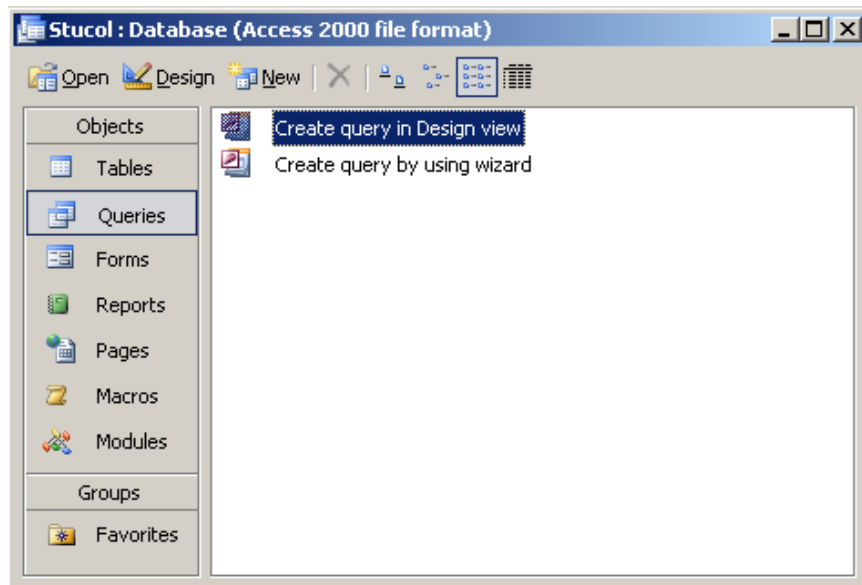 Stucol : Database (Access 2000 file format)
Open Design New
Objects
Tables
Queries
Forms
Reports
Pages
Macros
Modules
Groups
Favorites
Create query in Design view
Create query by using wizard